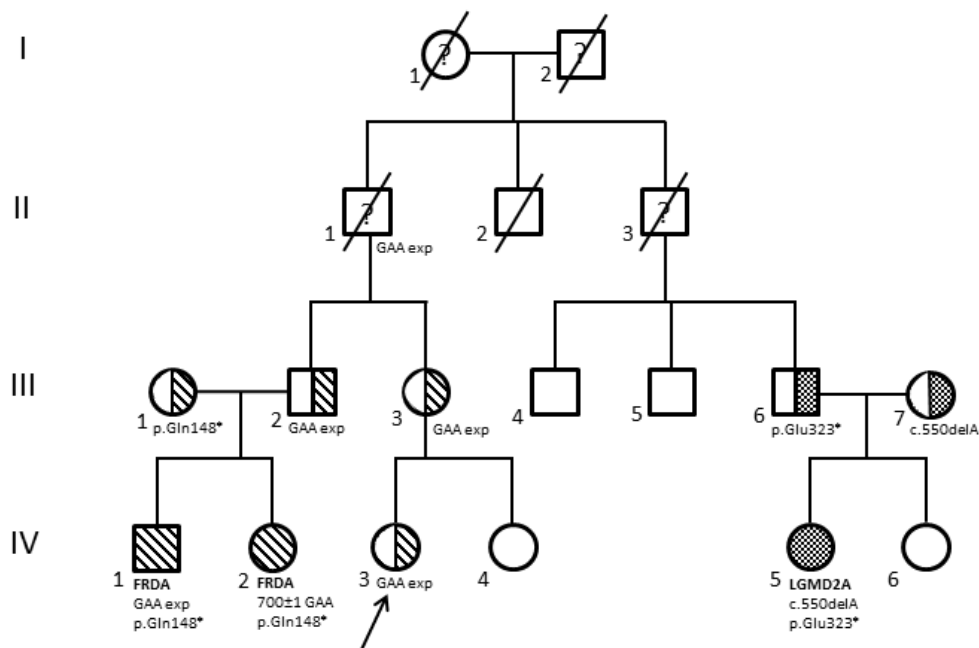 I
? ?
1 2
II
? ?
1 2 3
GAA exp
III
1 2 3 4 5 6 7
p.Gln148* GAA exp GAA exp p.Glu323* c.550delA
IV
1 2 3 4 5 6
FRDA FRDA GAA exp LGMD2A
GAA exp 700±1 GAA c.550delA
p.Gln148* p.Gln148* p.Glu323*